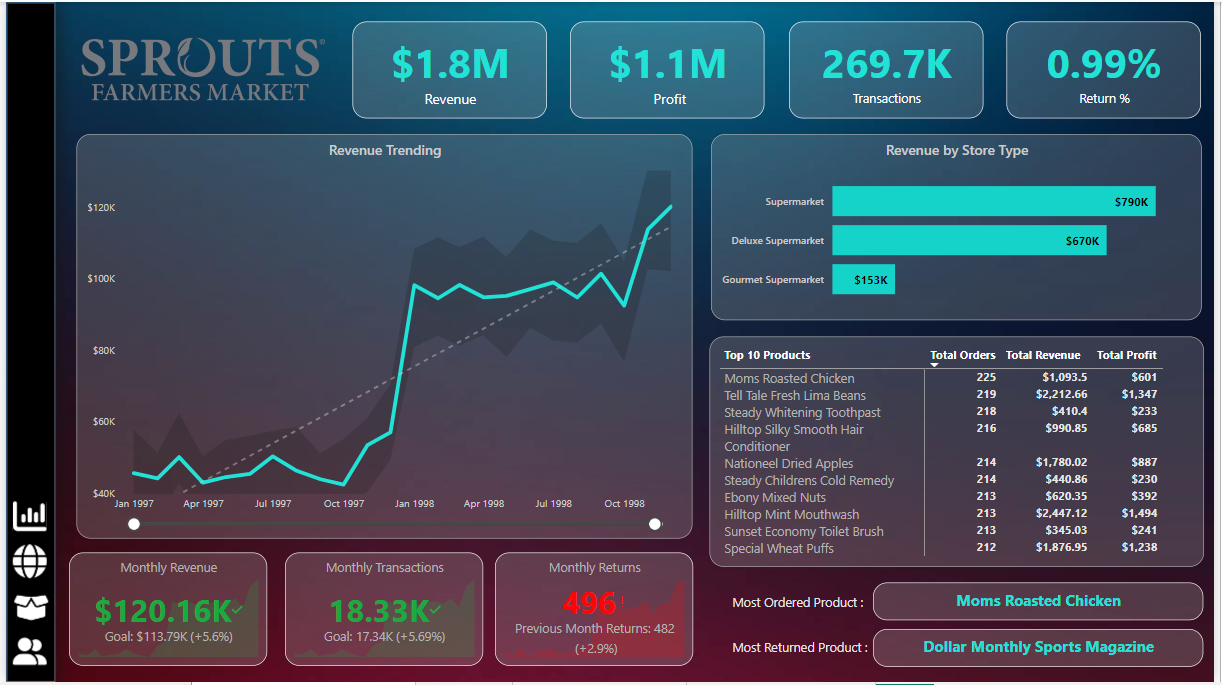 SPROUTS®
FARMERS MARKET
$1.8M
Revenue
$1.1M
Profit
269.7K
Transactions
0.99%
Return %
Revenue Trending
$120K
$100K
$80K
$60K
$40K
Jan 1997 Apr 1997 Jul 1997 Oct 1997 Jan 1998 Apr 1998 Jul 1998 Oct 1998
Revenue by Store Type
Supermarket $790K
Deluxe Supermarket $670K
Gourmet Supermarket $153K
Top 10 Products Total Orders Total Revenue Total Profit
Moms Roasted Chicken 225 $1,093.5 $601
Tell Tale Fresh Lima Beans 219 $2,212.66 $1,347
Steady Whitening Toothpast 218 $410.4 $233
Hilltop Silky Smooth Hair 216 $990.85 $685
Conditioner
Nationeel Dried Apples 214 $1,780.02 $887
Steady Childrens Cold Remedy 214 $440.86 $230
Ebony Mixed Nuts 213 $620.35 $392
Hilltop Mint Mouthwash 213 $2,447.12 $1,494
Sunset Economy Toilet Brush 213 $345.03 $241
Special Wheat Puffs 212 $1,876.95 $1,238
Monthly Revenue
$120.16K
Goal: $113.79K (+5.6%)
Monthly Transactions
18.33K
Goal: 17.34K (+5.69%)
Monthly Returns
496!
Previous Month Returns: 482
(+2.9%)
Most Ordered Product : Moms Roasted Chicken
Most Returned Product : Dollar Monthly Sports Magazine